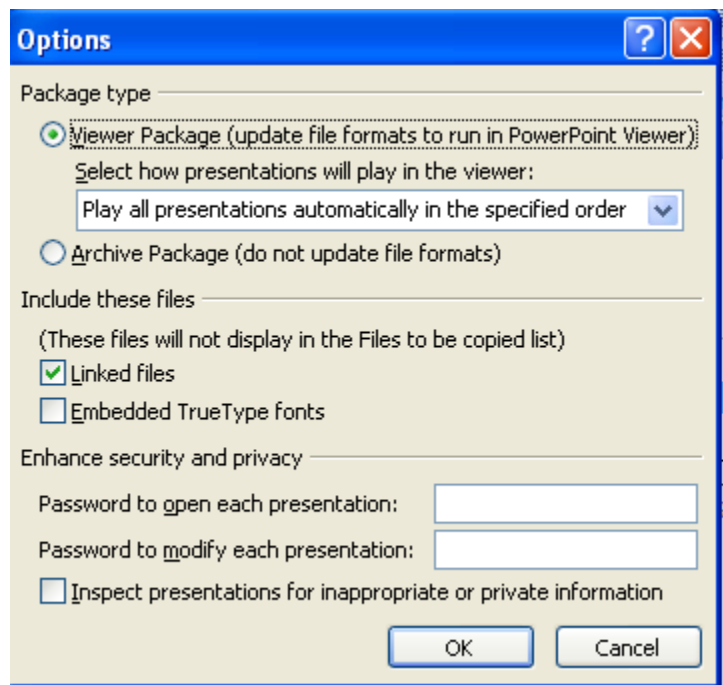 Options
Package type
Viewer Package (update file formats to run in PowerPoint Viewer)
Select how presentations will play in the viewer:
Play all presentations automatically in the specified order
Archive Package (do not update file formats)
Include these files
(These files will not display in the Files to be copied list)
Linked files
Embedded TrueType fonts
Enhance security and privacy
Password to open each presentation:
Password to modify each presentation:
Inspect presentations for inappropriate or private information
OK Cancel